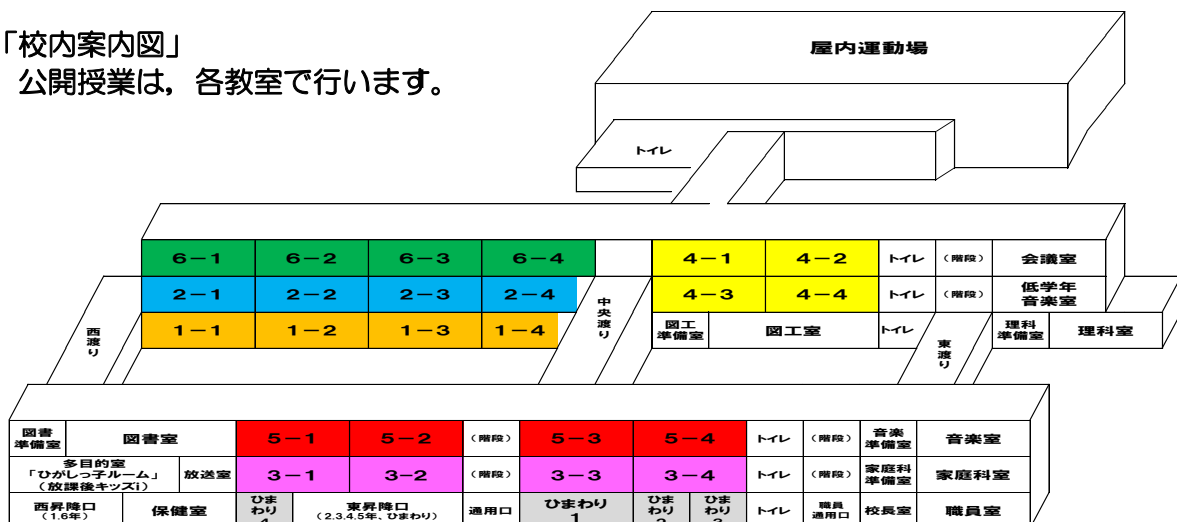 「校内案内図」
公開授業は，各教室で行います。
屋内運動場
トイレ
6－1
6－2
6－3
6－4
4－1
4－2
トイレ
（階段）
会議室
2－1
2－2
2－3
2－4
4－3
4－4
トイレ
（階段）
低学年
音楽室
1－1
1－2
1－3
1－4
図工
準備室
図工室
トイレ
理科
準備室
理科室
西渡り
中央渡り
東渡り
図書
準備室
図書室
5－1
5－2
（階段）
5－3
5－4
トイレ
（階段）
音楽
準備室
音楽室
多目的室
「ひがしっ子ルーム」
（放課後キッズi）
放送室
3－1
3－2
（階段）
3－3
3－4
トイレ
（階段）
家庭科
準備室
家庭科室
西昇降口
（1.6年）
保健室
ひま
わり
4
東昇降口
（2.3.4.5年、ひまわり）
通用口
ひまわり
1
ひま
わり
2
ひま
わり
3
トイレ
職員
通用口
校長室
職員室